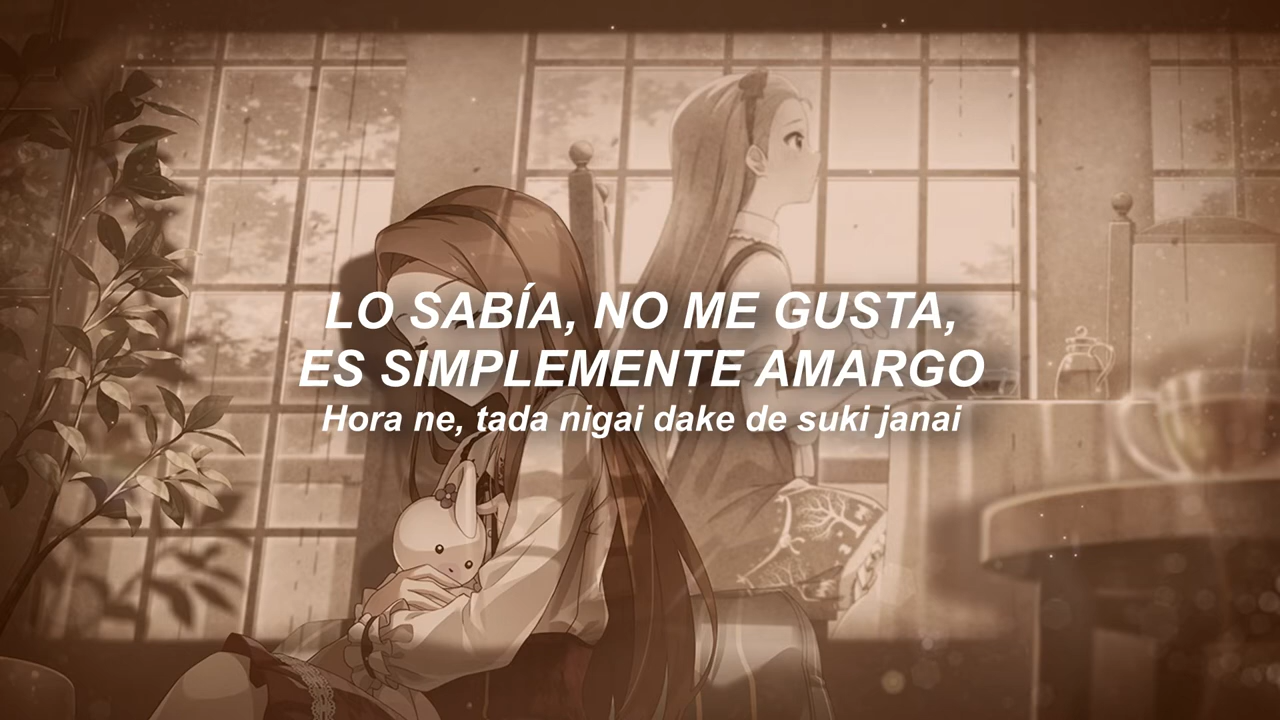 LO SABÍA, NO ME GUSTA,
ES SIMPLEMENTE AMARGO
Hora ne, tada nigai dake de suki janai